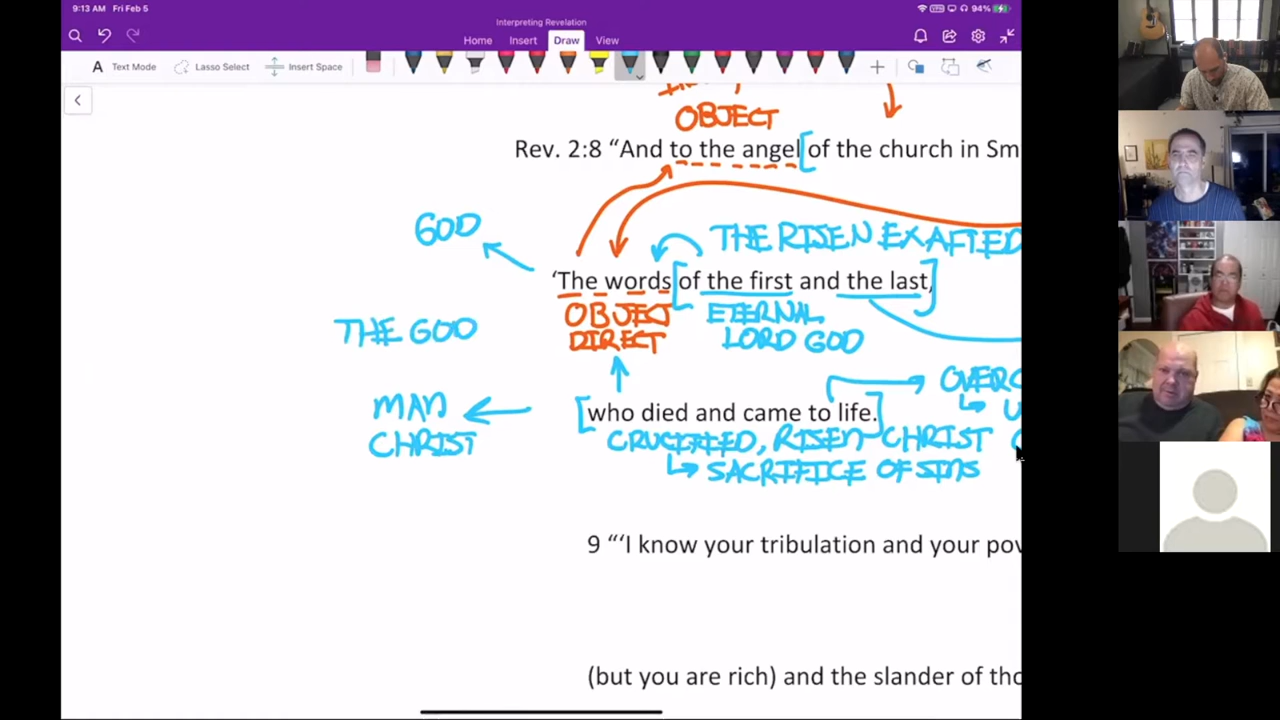 9:13 AM Fri Feb 5
VPN
94%
Interpreting Revelation
Home Insert Draw View
A Text Mode Lasso Select Insert Space
OBJECT
Rev. 2:8 “And to the angel [of the church in Sm
GOD
THE RISEN EXALTED
‘The words [of the first and the last,]
OBJECT ETERNAL
THE GOD DIRECT LORD GOD
OVERC
MAN [who died and came to life.]
CHRIST CRUCIFIED, RISEN CHRIST
SACRIFICE OF SINS
9 “‘I know your tribulation and your pov
(but you are rich) and the slander of tho